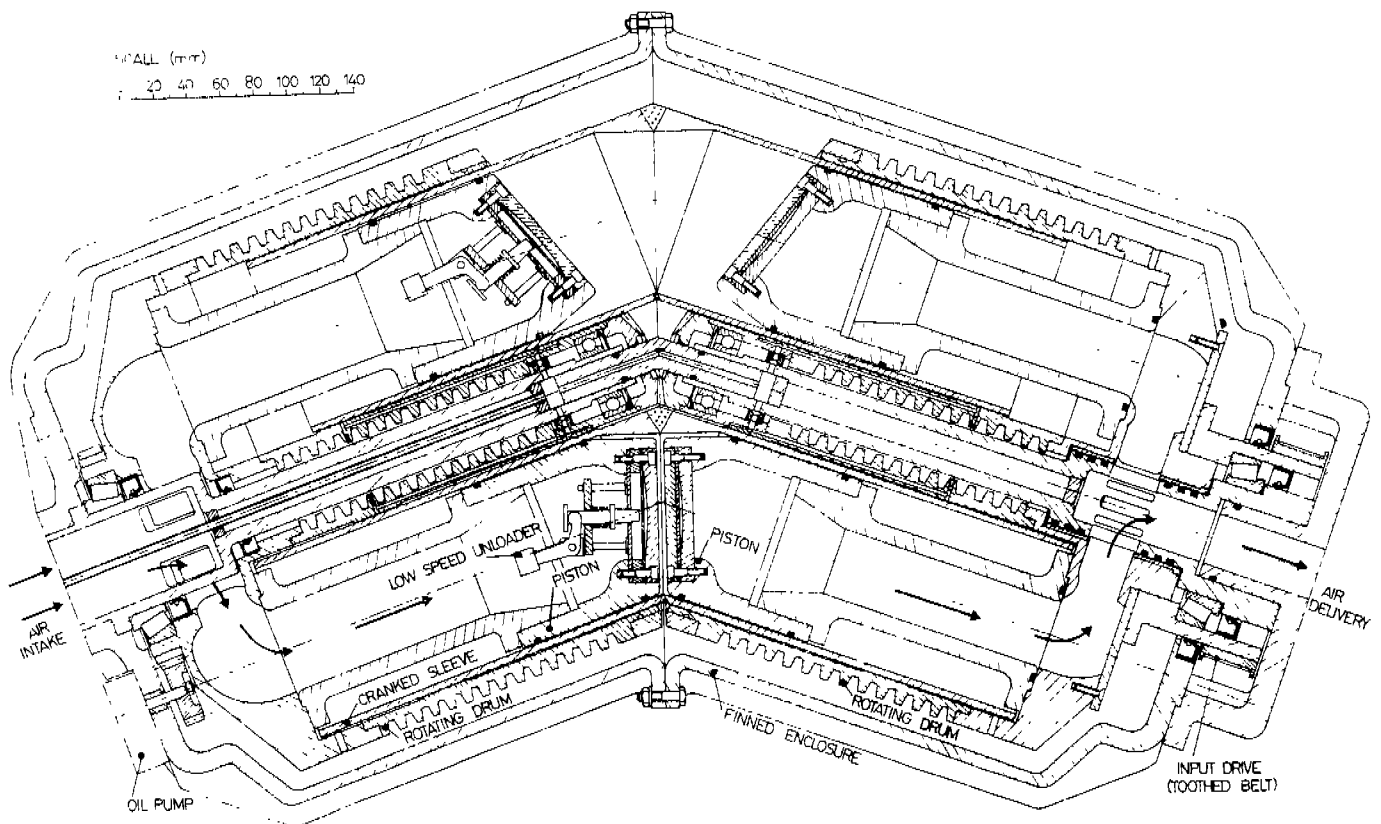 (mm)
20 40 60 80 100 120 140
LOW SPEED UNLOADER
PISTON
PISTON
AIR
INTAKE
AIR
DELIVERY
CRANKED SLEEVE
ROTATING DRUM
ROTATING DRUM
FINNED ENCLOSURE
OIL PUMP
INPUT DRIVE
(TOOTHED BELT)